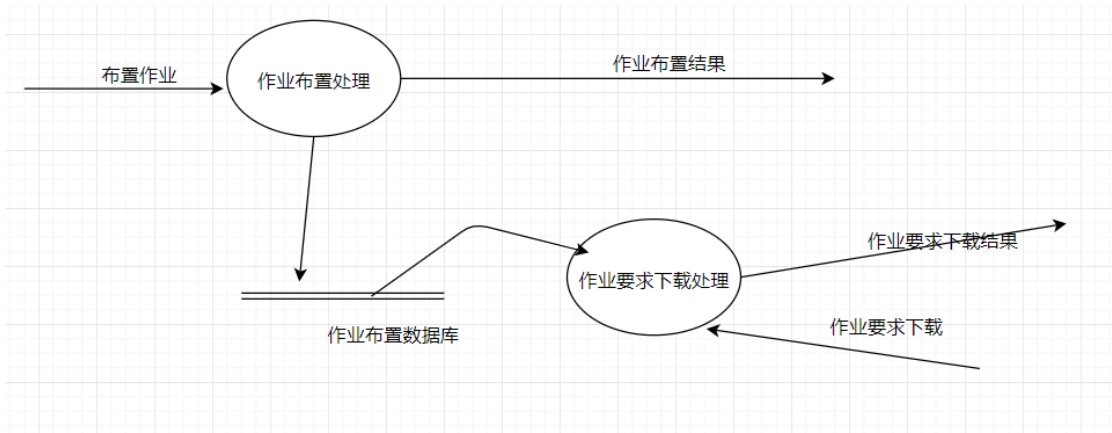 布置作业
作业布置处理
作业布置结果
作业要求下载结果
作业要求下载处理
作业要求下载
作业布置数据库